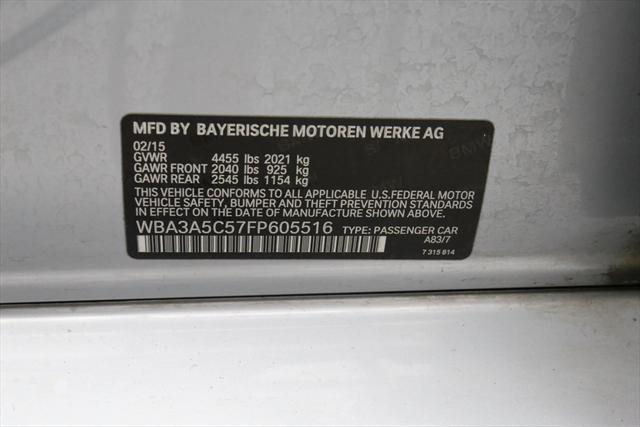 MFD BY BAYERISCHE MOTOREN WERKE AG
02/15
GVWR 4455 lbs 2021 kg
GAWR FRONT 2040 lbs 925 kg
GAWR REAR 2545 lbs 1154 kg
THIS VEHICLE CONFORMS TO ALL APPLICABLE U.S.FEDERAL MOTOR
VEHICLE SAFETY, BUMPER AND THEFT PREVENTION STANDARDS
IN EFFECT ON THE DATE OF MANUFACTURE SHOWN ABOVE.
WBA3A5C57FP605516 TYPE: PASSENGER CAR
A83/7
7 315 814